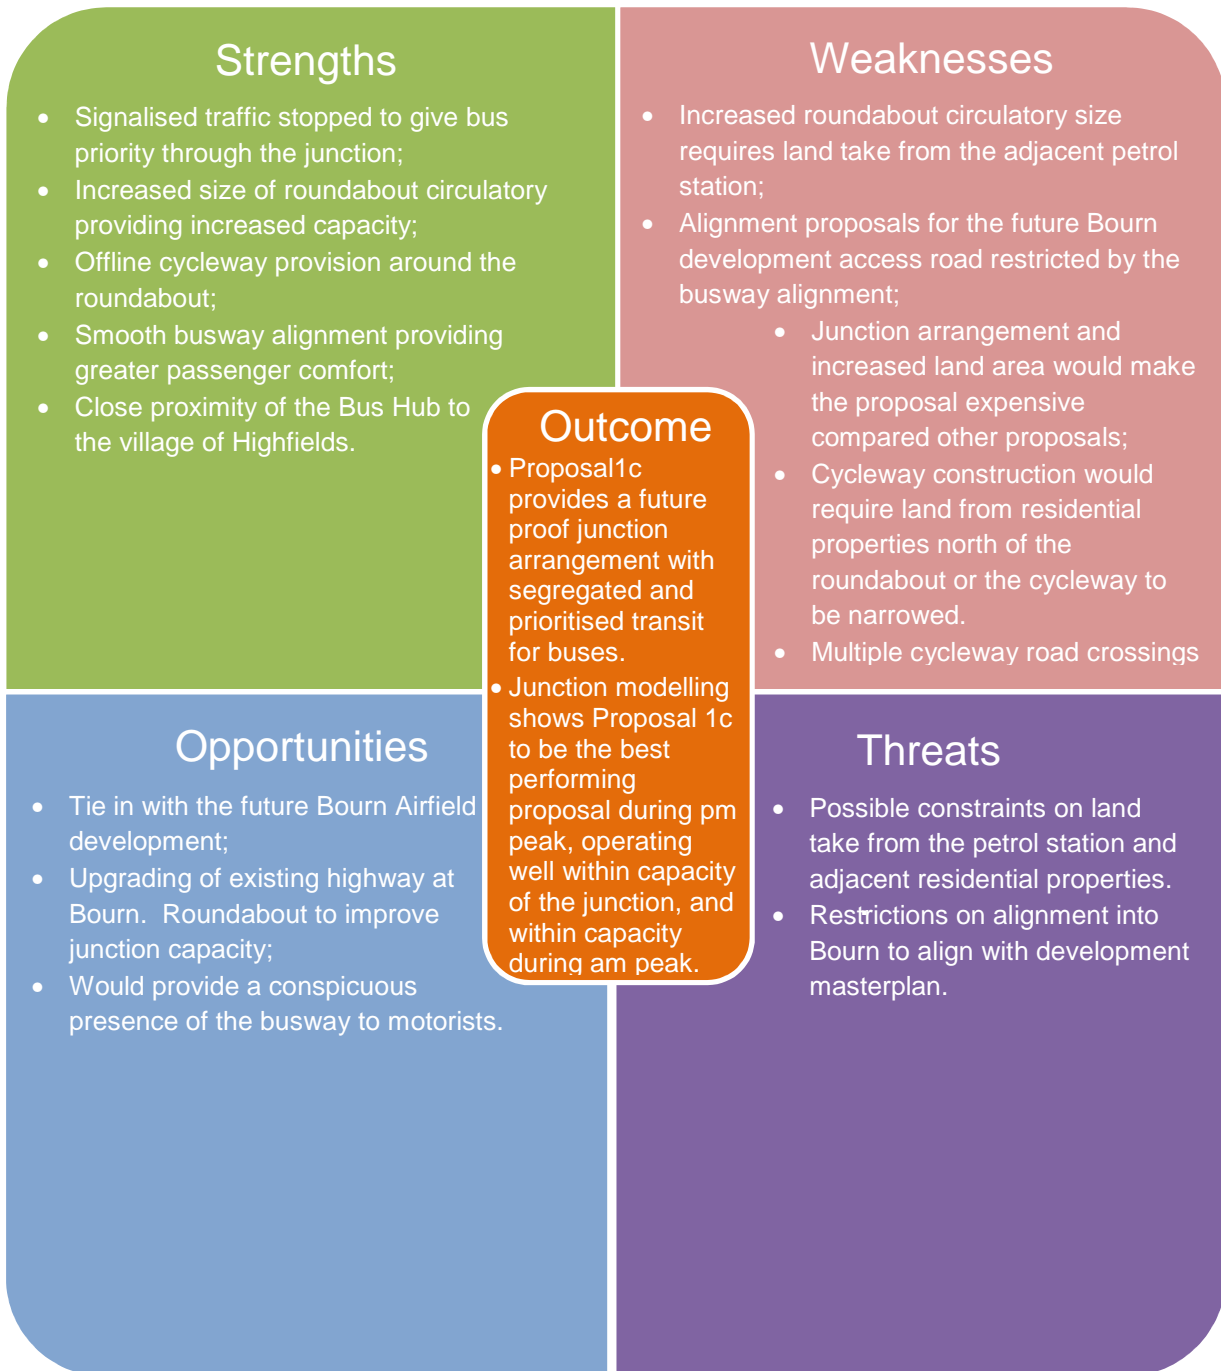 Strengths
• Signalised traffic stopped to give bus
priority through the junction;
• Increased size of roundabout circulatory
providing increased capacity;
• Offline cycleway provision around the
roundabout;
• Smooth busway alignment providing
greater passenger comfort;
• Close proximity of the Bus Hub to
the village of Highfields.
Weaknesses
• Increased roundabout circulatory size
requires land take from the adjacent petrol
station;
• Alignment proposals for the future Bourn
development access road restricted by the
busway alignment;
• Junction arrangement and
increased land area would make
the proposal expensive
compared other proposals;
• Cycleway construction would
require land from residential
properties north of the
roundabout or the cycleway to
be narrowed.
• Multiple cycleway road crossings
Outcome
• Proposal1c
provides a future
proof junction
arrangement with
segregated and
prioritised transit
for buses.
• Junction modelling
shows Proposal 1c
to be the best
performing
proposal during pm
peak, operating
well within capacity
of the junction, and
within capacity
during am peak.
Opportunities
• Tie in with the future Bourn Airfield
development;
• Upgrading of existing highway at
Bourn.  Roundabout to improve
junction capacity;
• Would provide a conspicuous
presence of the busway to motorists.
Threats
• Possible constraints on land
take from the petrol station and
adjacent residential properties.
• Restrictions on alignment into
Bourn to align with development
masterplan.